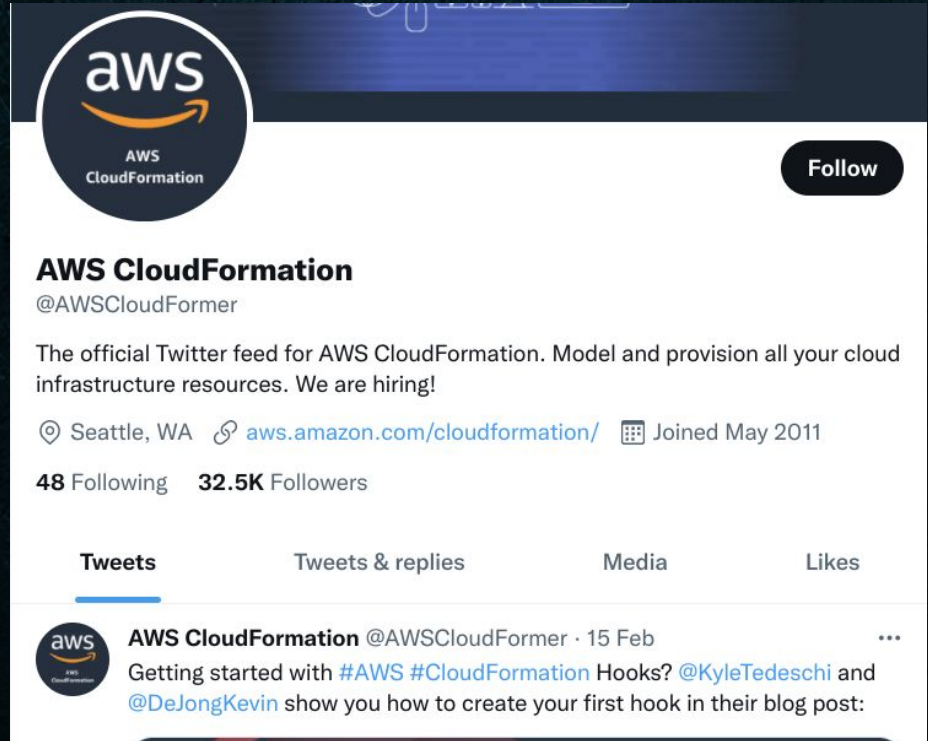 aws
AWS
CloudFormation
Follow
AWS CloudFormation
@AWSCloudFormer
The official Twitter feed for AWS CloudFormation. Model and provision all your cloud
infrastructure resources. We are hiring!
Seattle, WA aws.amazon.com/cloudformation/ Joined May 2011
48 Following 32.5K Followers
Tweets Tweets & replies Media Likes
aws
AWS
CloudFormation
AWS CloudFormation @AWSCloudFormer · 15 Feb
Getting started with #AWS #CloudFormation Hooks? @KyleTedeschi and
@DeJongKevin show you how to create your first hook in their blog post: